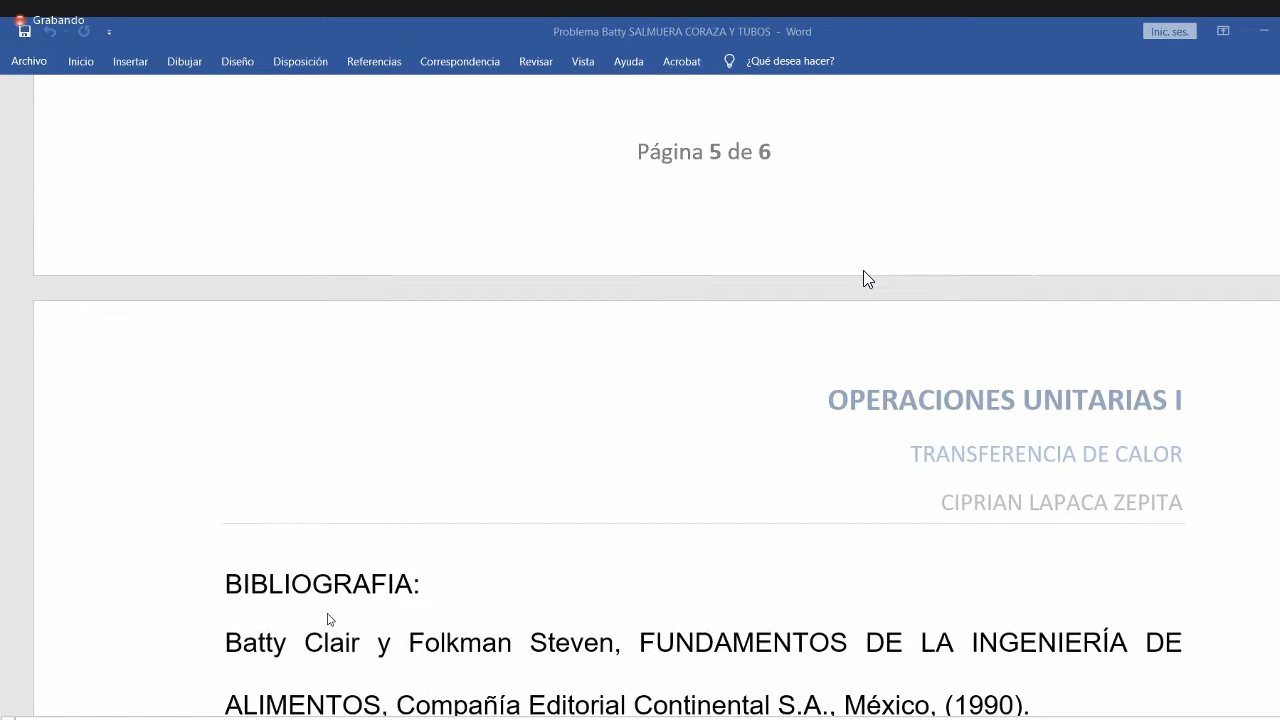 Grabando
Problema Batty SALMUERA CORAZA Y TUBOS - Word
Inic. ses.
Archivo Inicio Insertar Dibujar Diseño Disposición Referencias Correspondencia Revisar Vista Ayuda Acrobat ¿Qué desea hacer?
Página 5 de 6
OPERACIONES UNITARIAS I
TRANSFERENCIA DE CALOR
CIPRIAN LAPACA ZEPITA
BIBLIOGRAFIA:
Batty Clair y Folkman Steven, FUNDAMENTOS DE LA INGENIERÍA DE
ALIMENTOS, Compañía Editorial Continental S.A., México, (1990).